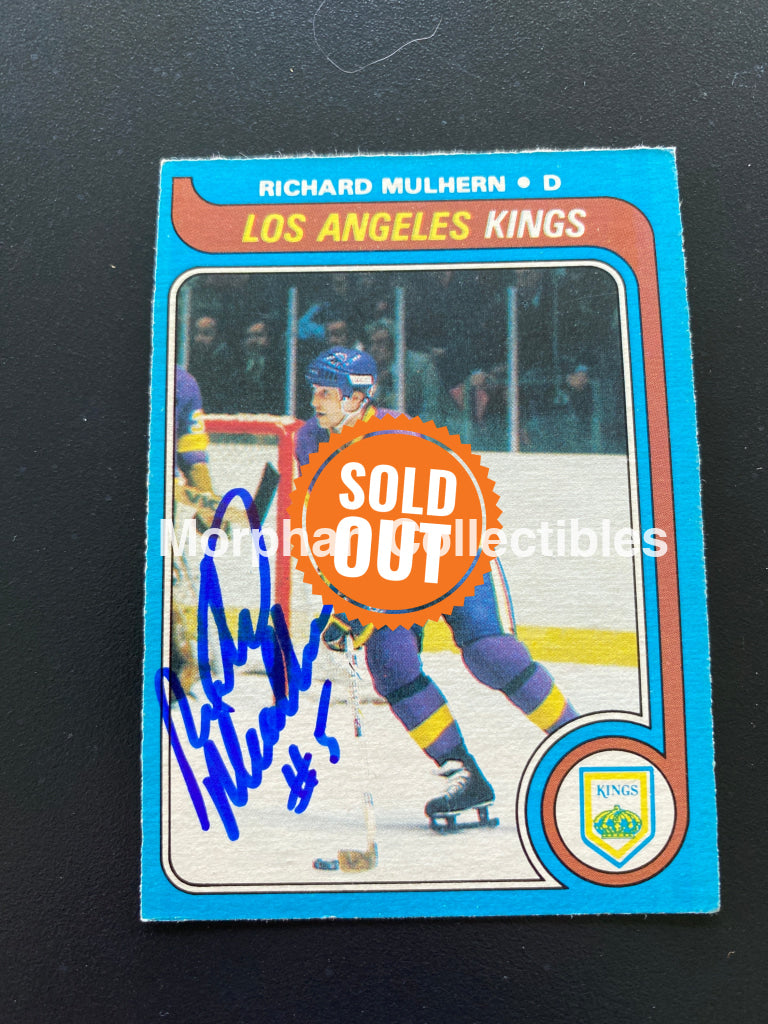 RICHARD MULHERN • D
LOS ANGELES KINGS
SOLD
OUT
Morphan Collectibles
#5
KINGS